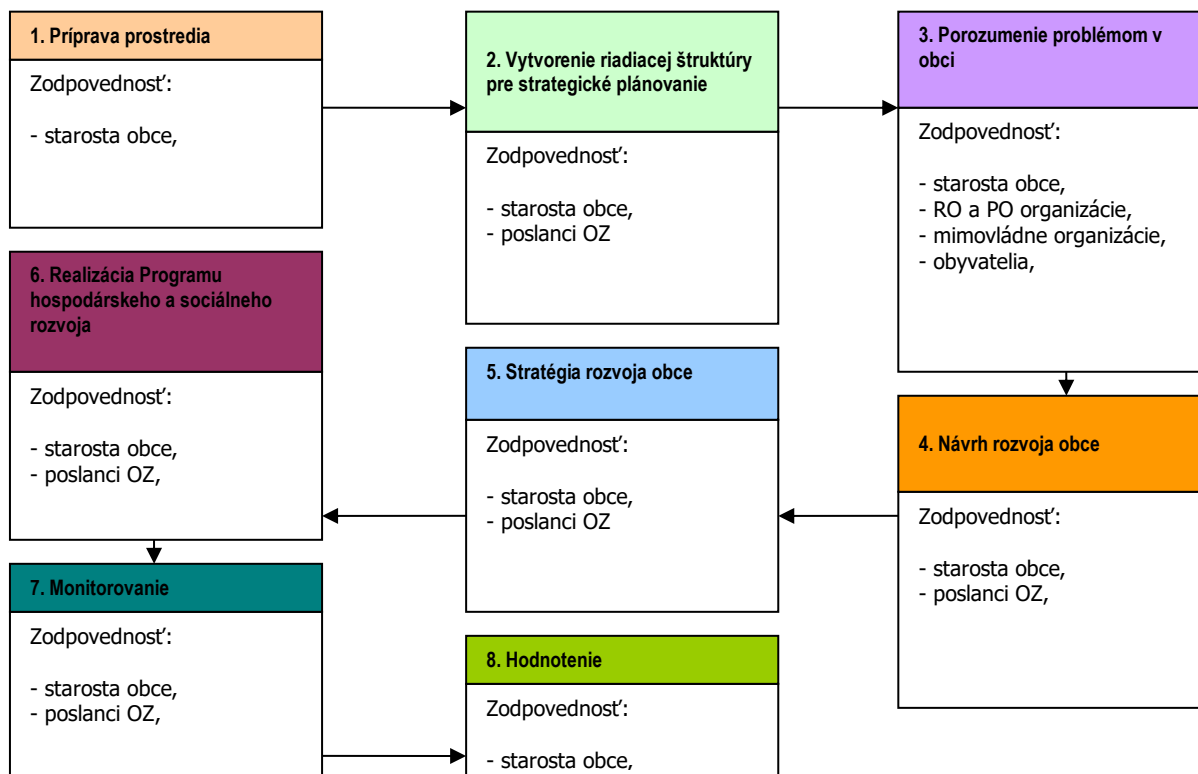 1. Príprava prostredia
Zodpovednosť:
- starosta obce,
2. Vytvorenie riadiacej štruktúry
pre strategické plánovanie
Zodpovednosť:
- starosta obce,
- poslanci OZ
3. Porozumenie problémom v
obci
Zodpovednosť:
- starosta obce,
- RO a PO organizácie,
- mimovládne organizácie,
- obyvatelia,
4. Návrh rozvoja obce
Zodpovednosť:
- starosta obce,
- poslanci OZ,
5. Stratégia rozvoja obce
Zodpovednosť:
- starosta obce,
- poslanci OZ
6. Realizácia Programu
hospodárskeho a sociálneho
rozvoja
Zodpovednosť:
- starosta obce,
- poslanci OZ,
7. Monitorovanie
Zodpovednosť:
- starosta obce,
- poslanci OZ,
8. Hodnotenie
Zodpovednosť:
- starosta obce,